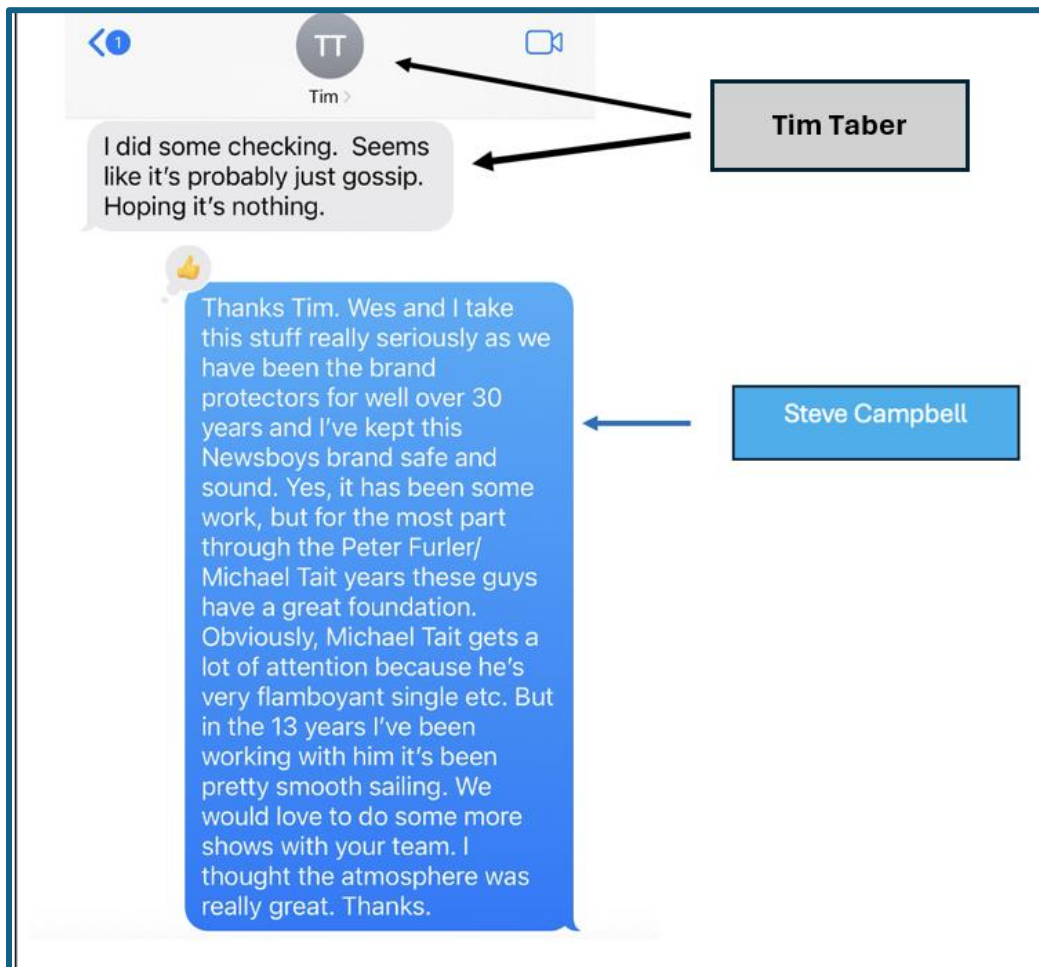 1
TT
Tim >
Tim Taber
I did some checking.  Seems
like it's probably just gossip.
Hoping it's nothing.
Thanks Tim. Wes and I take
this stuff really seriously as we
have been the brand
protectors for well over 30
years and I've kept this
Newsboys brand safe and
sound. Yes, it has been some
work, but for the most part
through the Peter Furler/
Michael Tait years these guys
have a great foundation.
Obviously, Michael Tait gets a
lot of attention because he's
very flamboyant single etc. But
in the 13 years I've been
working with him it's been
pretty smooth sailing. We
would love to do some more
shows with your team. I
thought the atmosphere was
really great. Thanks.
Steve Campbell